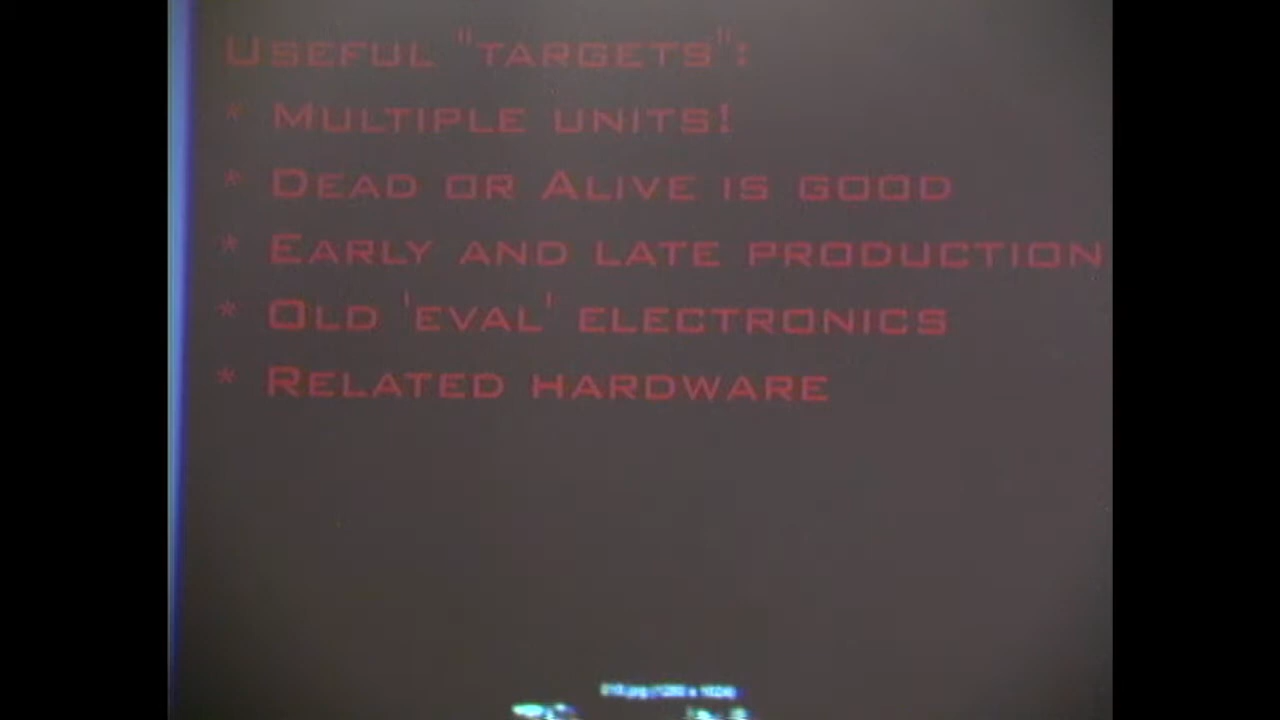 Useful "targets":
* Multiple units!
* Dead or Alive is good
* Early and late production
* Old 'eval' electronics
* Related hardware